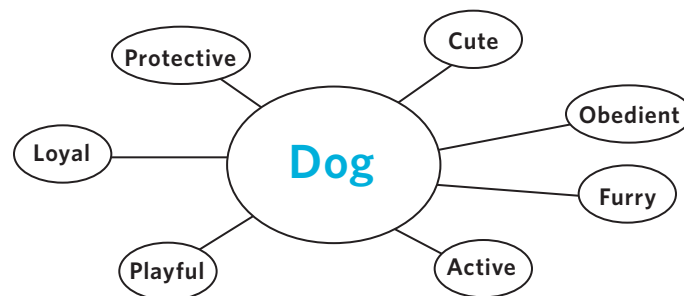 Protective
Cute
Obedient
Loyal
Dog
Furry
Playful
Active